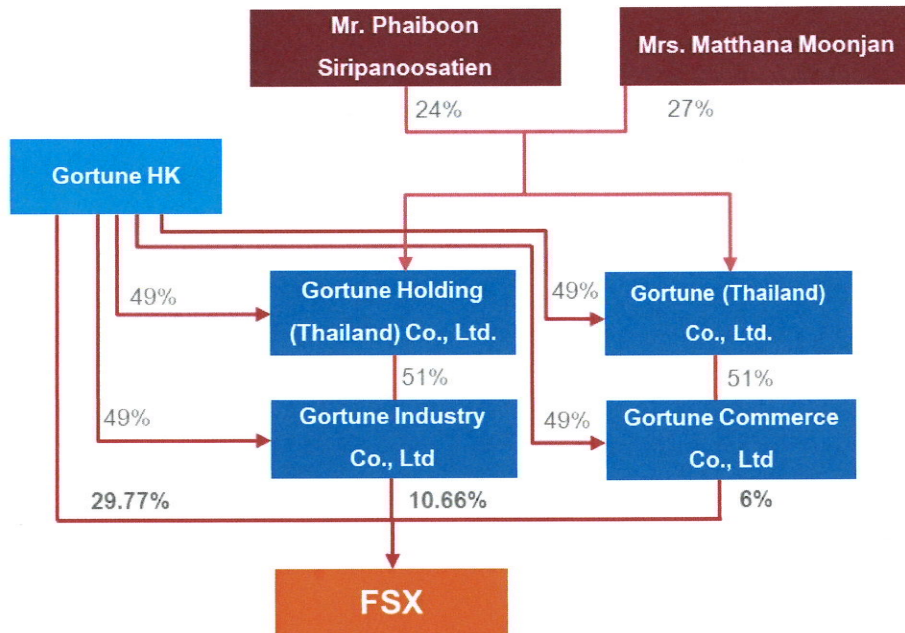 Mr. Phaiboon
Siripanoosatien
Mrs. Matthana Moonjan
24%
27%
Gortune HK
49%
Gortune Holding
(Thailand) Co., Ltd.
49%
Gortune (Thailand)
Co., Ltd.
51%
51%
49%
Gortune Industry
Co., Ltd
49%
Gortune Commerce
Co., Ltd
29.77%
10.66%
6%
FSX